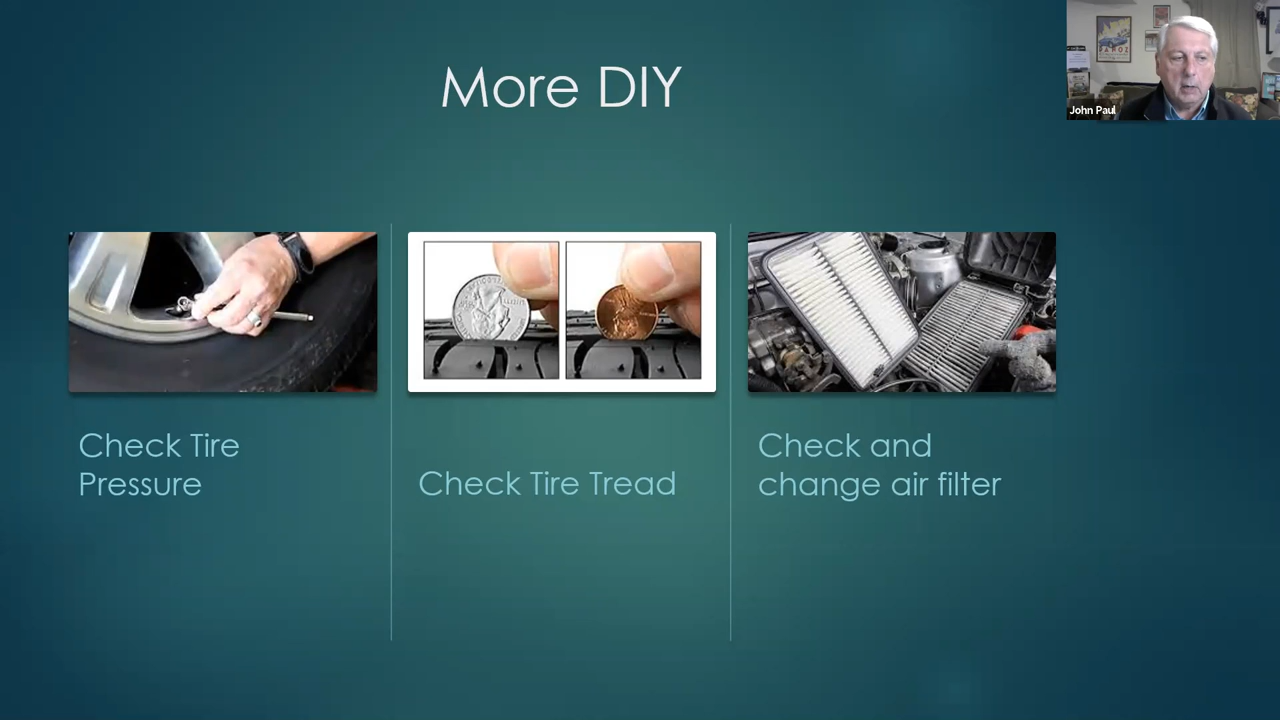 More DIY
John Paul
Check Tire
Pressure
Check Tire Tread
Check and
change air filter